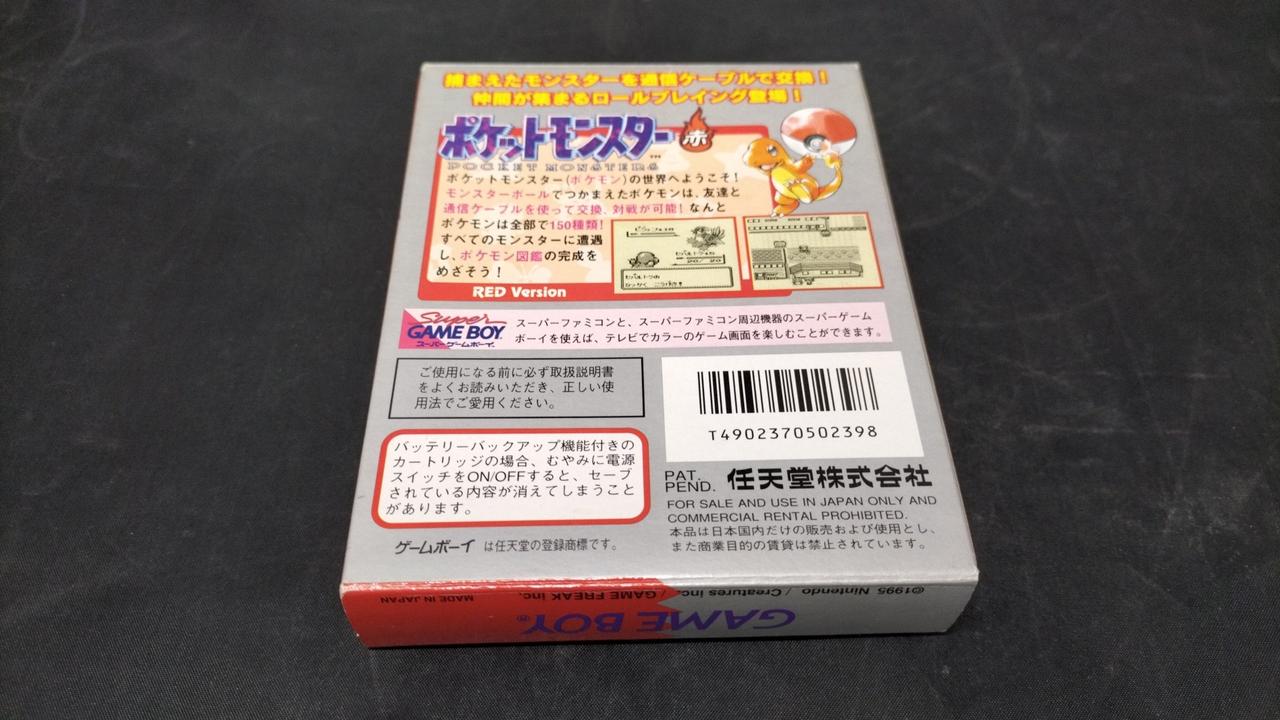 捕まえたモンスターを通信ケーブルで交換！
仲間が集まるロールプレイング登場！
ポケットモンスター 赤
TM
POCKET MONSTERS
ポケットモンスター(ポケモン)の世界へようこそ！
モンスターボールでつかまえたポケモンは、友達と
通信ケーブルを使って交換、対戦が可能！なんと
ポケモンは全部で150種類！
すべてのモンスターに遭遇
し、ポケモン図鑑の完成を
めざそう！
RED Version
Super
GAME BOY
スーパーゲームボーイ
スーパーファミコンと、スーパーファミコン周辺機器のスーパーゲーム
ボーイを使えば、テレビでカラーのゲーム画面を楽しむことができます。
ご使用になる前に必ず取扱説明書
をよくお読みいただき、正しい使
用法でご愛用ください。
T4902370502398
バッテリーバックアップ機能付きの
カートリッジの場合、むやみに電源
スイッチをON/OFFすると、セーブ
されている内容が消えてしまうこと
があります。
PAT.
PEND. 任天堂株式会社
FOR SALE AND USE IN JAPAN ONLY AND
COMMERCIAL RENTAL PROHIBITED.
本品は日本国内だけの販売および使用とし、
また商業目的の賃貸は禁止されています。
ゲームボーイ は任天堂の登録商標です。
©1995 Nintendo / Creatures inc. / GAME FREAK inc. MADE IN JAPAN
GAME BOY®